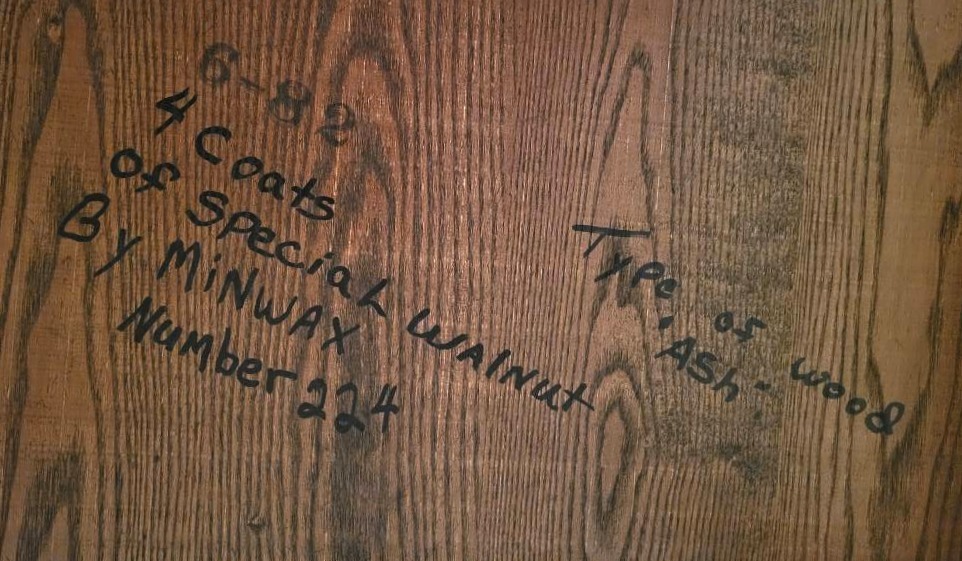 6-82
4 Coats
of Special Walnut
By MiNWAX
Number 224
Type of wood
"ASh"